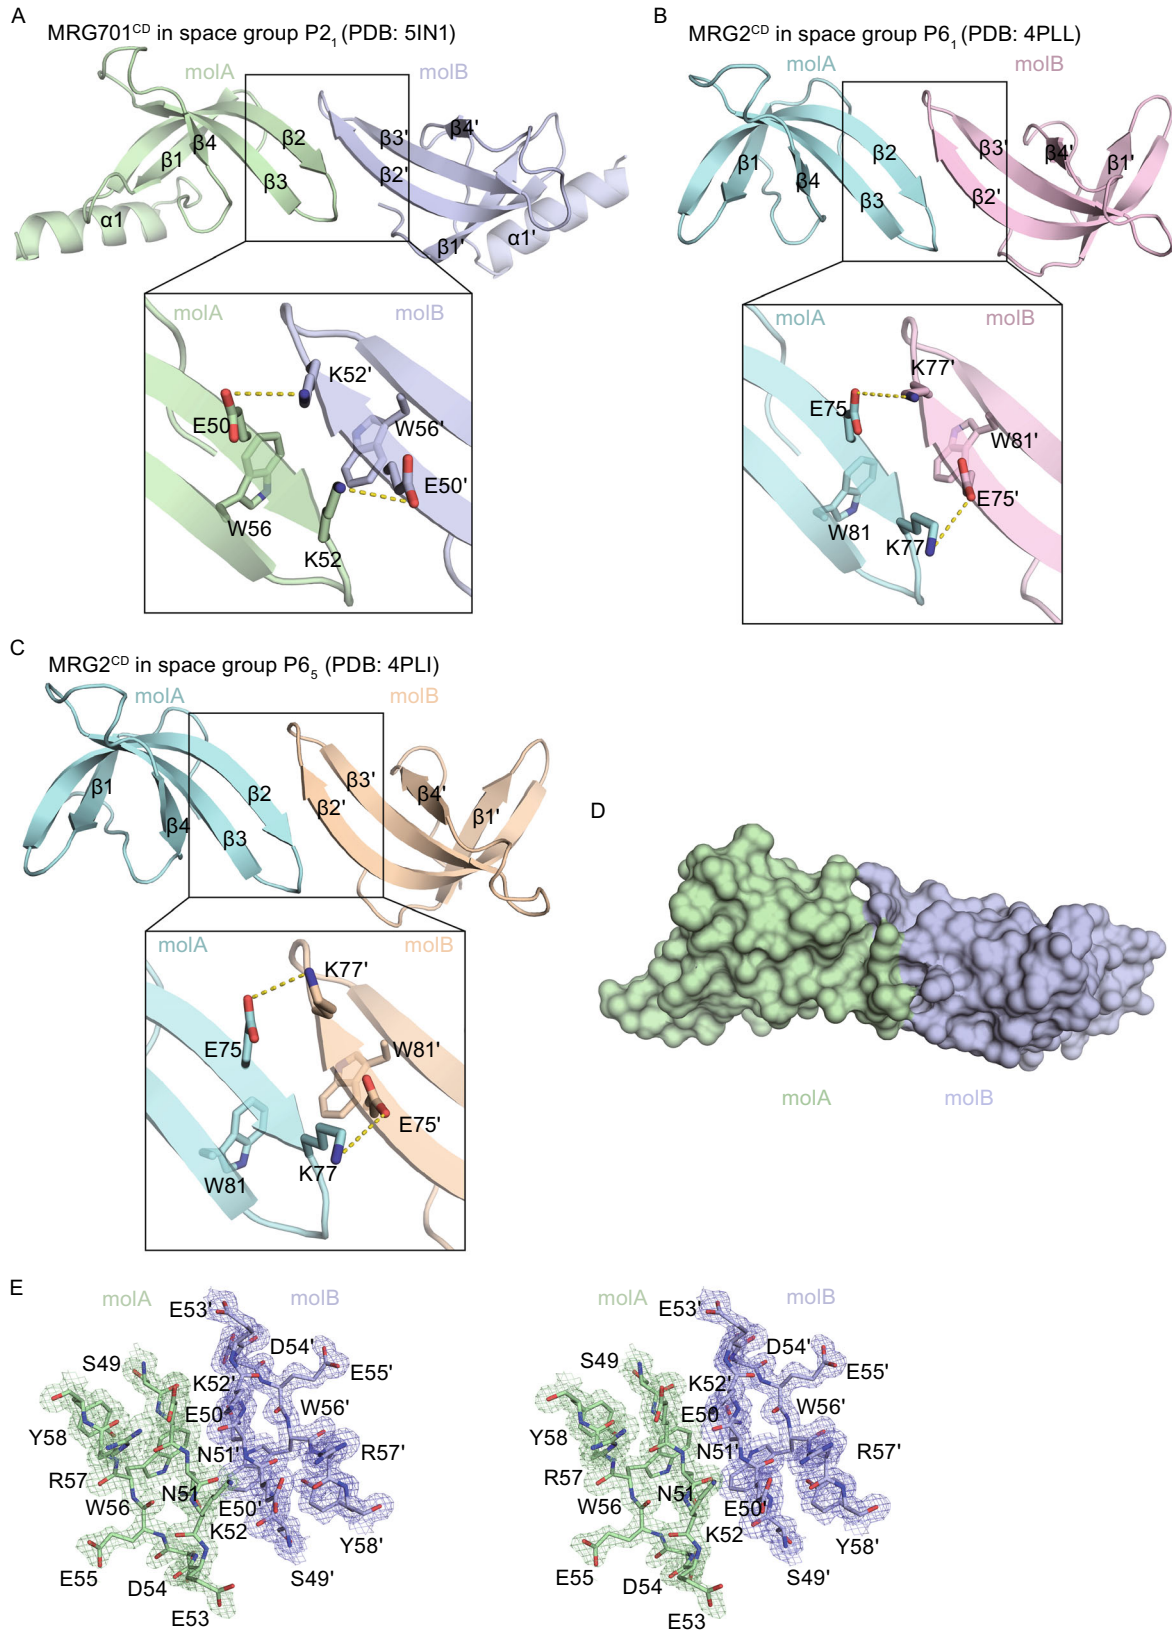 A
MRG701ᶜᴰ in space group P2₁ (PDB: 5IN1)
molA
molB
β1
β4
β2
β3
α1
β3'
β4'
β2'
β1'
α1'
molA
molB
K52'
E50
W56'
E50'
W56
K52
B
MRG2ᶜᴰ in space group P6₁ (PDB: 4PLL)
molA
molB
β1
β4
β2
β3
β3'
β4'
β1'
β2'
molA
molB
K77'
E75
W81'
E75'
W81
K77
C
MRG2ᶜᴰ in space group P6₅ (PDB: 4PLI)
molA
molB
β1
β4
β2
β3
β3'
β2'
β4'
β1'
molA
molB
K77'
E75
W81'
E75'
K77
W81
D
molA
molB
E
molA
molB
E53'
D54'
S49
E55'
K52'
W56'
E50
Y58
N51'
R57'
R57
N51
W56
E50'
K52
Y58'
E55
D54
S49'
E53
molA
molB
E53'
D54'
S49
E55'
K52'
W56'
E50
Y58
N51'
R57'
R57
N51
W56
E50'
K52
Y58'
E55
D54
S49'
E53